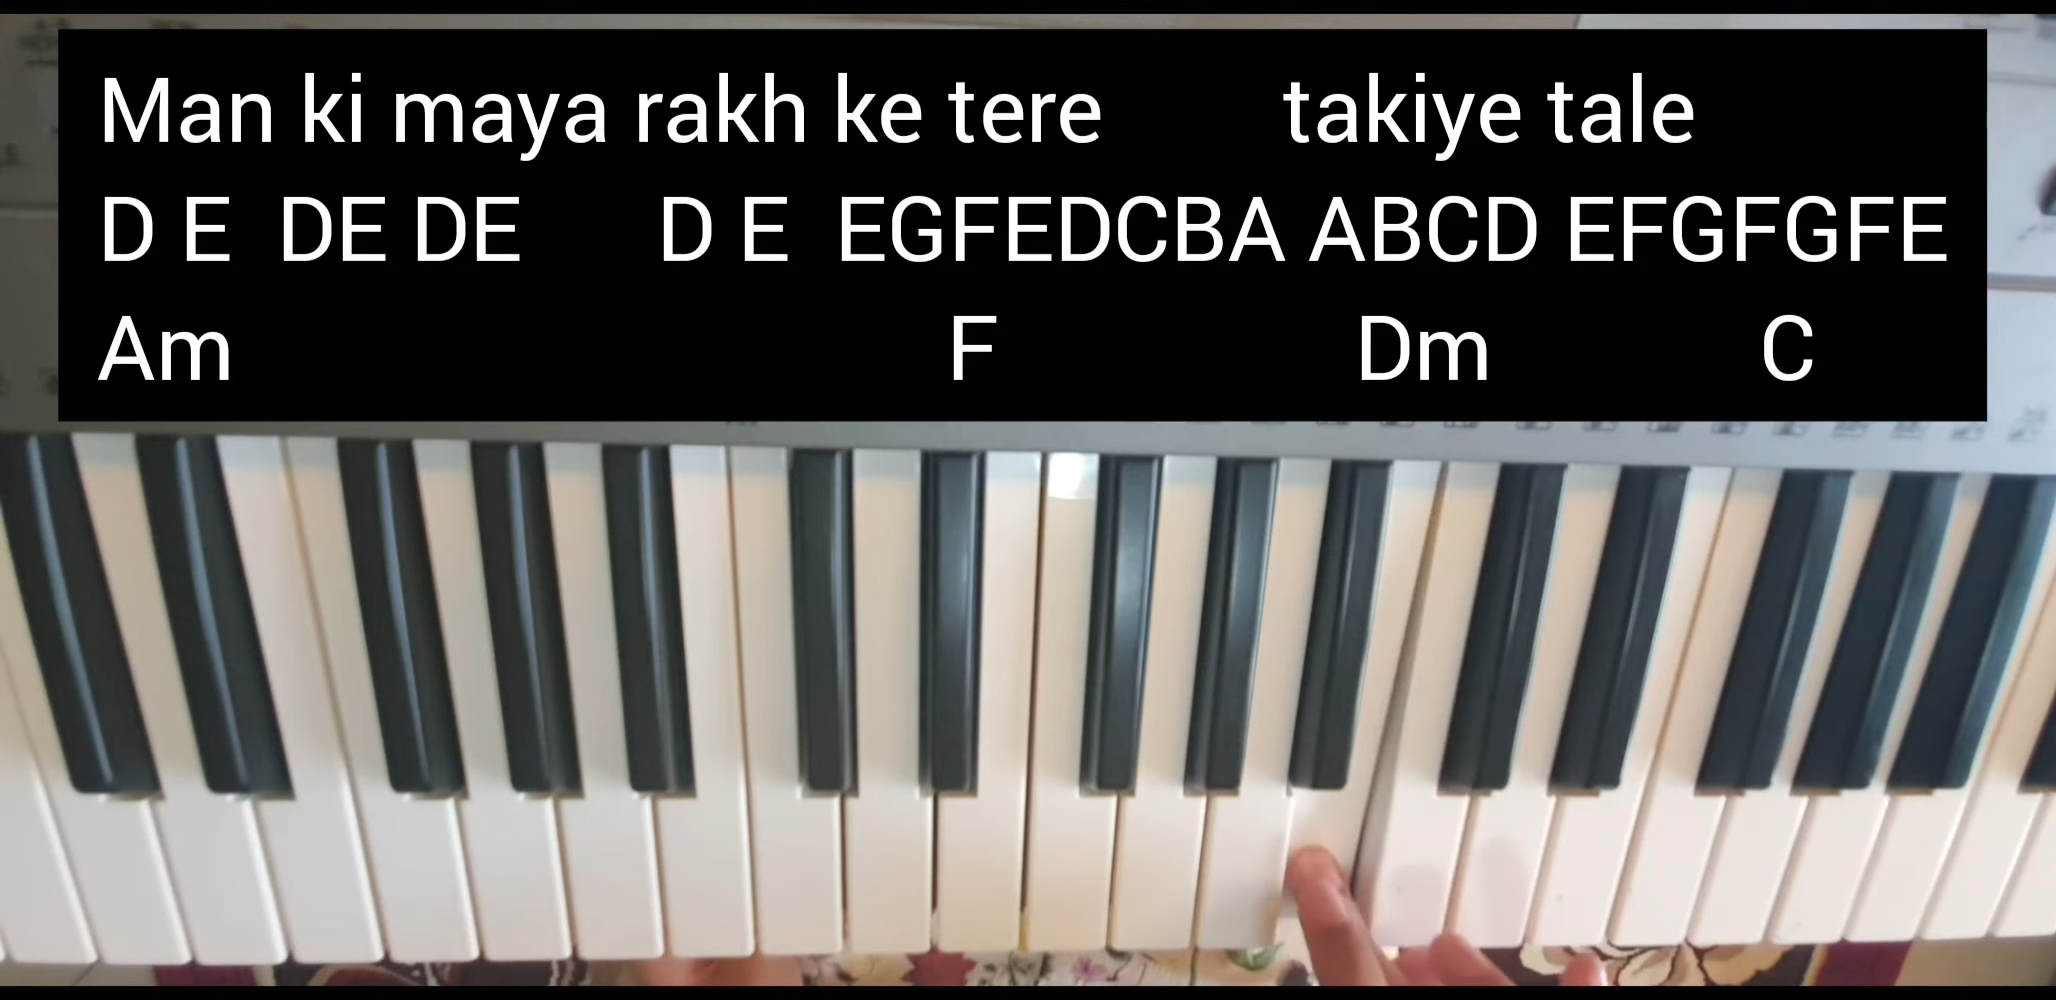 Man ki maya rakh ke tere takiye tale
D E DE DE D E EGFEDCBA ABCD EFGFGFE
Am F Dm C